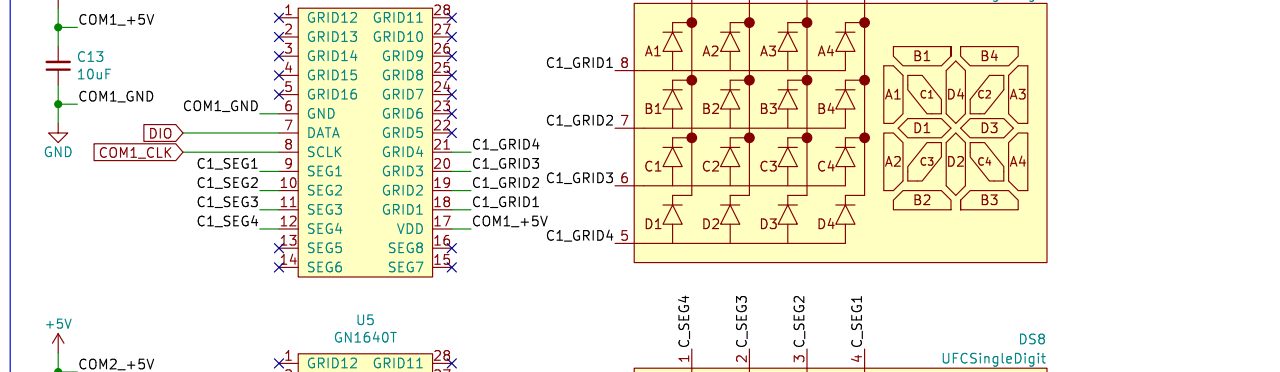 COM1_+5V
C13
10uF
COM1_GND
GND
COM1_GND
DIO
COM1_CLK
C1_SEG1
C1_SEG2
C1_SEG3
C1_SEG4
1 GRID12 GRID11 28
2 GRID13 GRID10 27
3 GRID14 GRID9 26
4 GRID15 GRID8 25
5 GRID16 GRID7 24
6 GND GRID6 23
7 DATA GRID5 22
8 SCLK GRID4 21
9 SEG1 GRID3 20
10 SEG2 GRID2 19
11 SEG3 GRID1 18
12 SEG4 VDD 17
13 SEG5 SEG8 16
14 SEG6 SEG7 15
C1_GRID4
C1_GRID3
C1_GRID2
C1_GRID1
COM1_+5V
C1_GRID1 8
C1_GRID2 7
C1_GRID3 6
C1_GRID4 5
A1 A2 A3 A4
B1 B2 B3 B4
C1 C2 C3 C4
D1 D2 D3 D4
B1 B4
A1 C1 D4 C2 A3
D1 D3
A2 C3 D2 C4 A4
B2 B3
+5V
COM2_+5V
U5
GN1640T
1 GRID12 GRID11 28
C_SEG4 1
C_SEG3 2
C_SEG2 3
C_SEG1 4
DS8
UFCSingleDigit